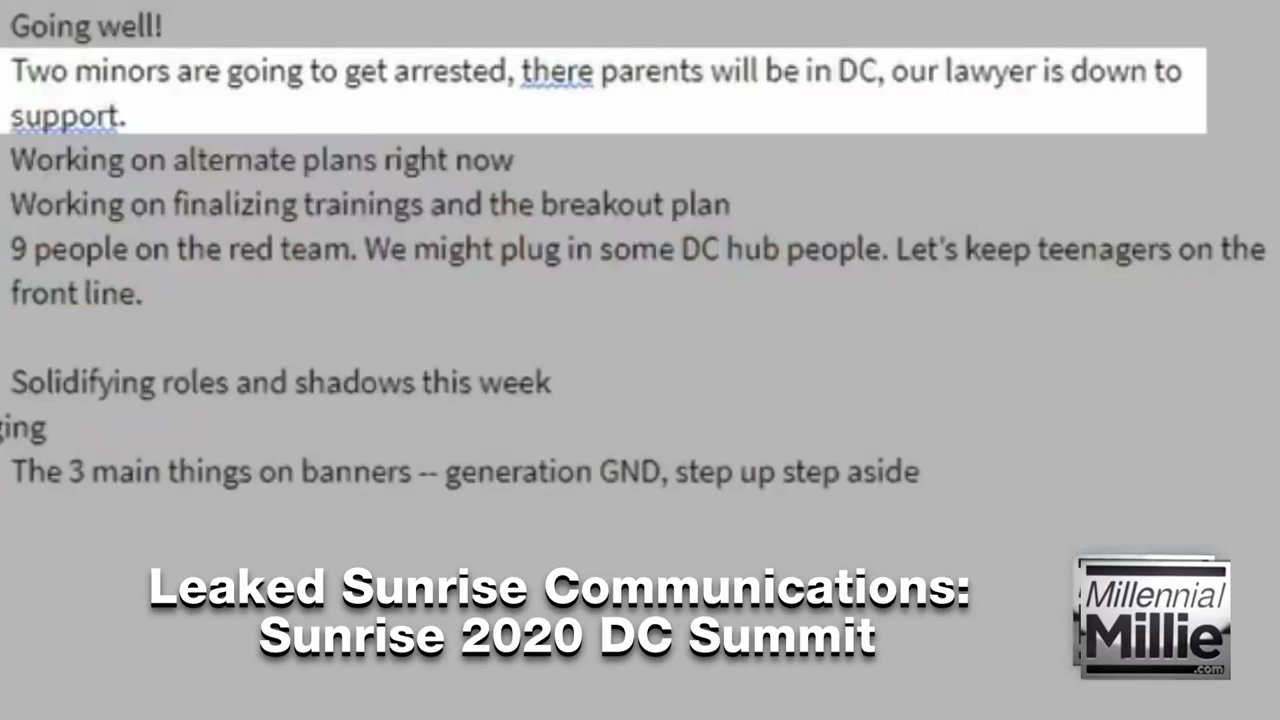 Going well!
Two minors are going to get arrested, there parents will be in DC, our lawyer is down to
support.
Working on alternate plans right now
Working on finalizing trainings and the breakout plan
9 people on the red team. We might plug in some DC hub people. Let's keep teenagers on the
front line.
Solidifying roles and shadows this week
ging
The 3 main things on banners -- generation GND, step up step aside
Leaked Sunrise Communications:
Sunrise 2020 DC Summit
Millennial
Millie
.com